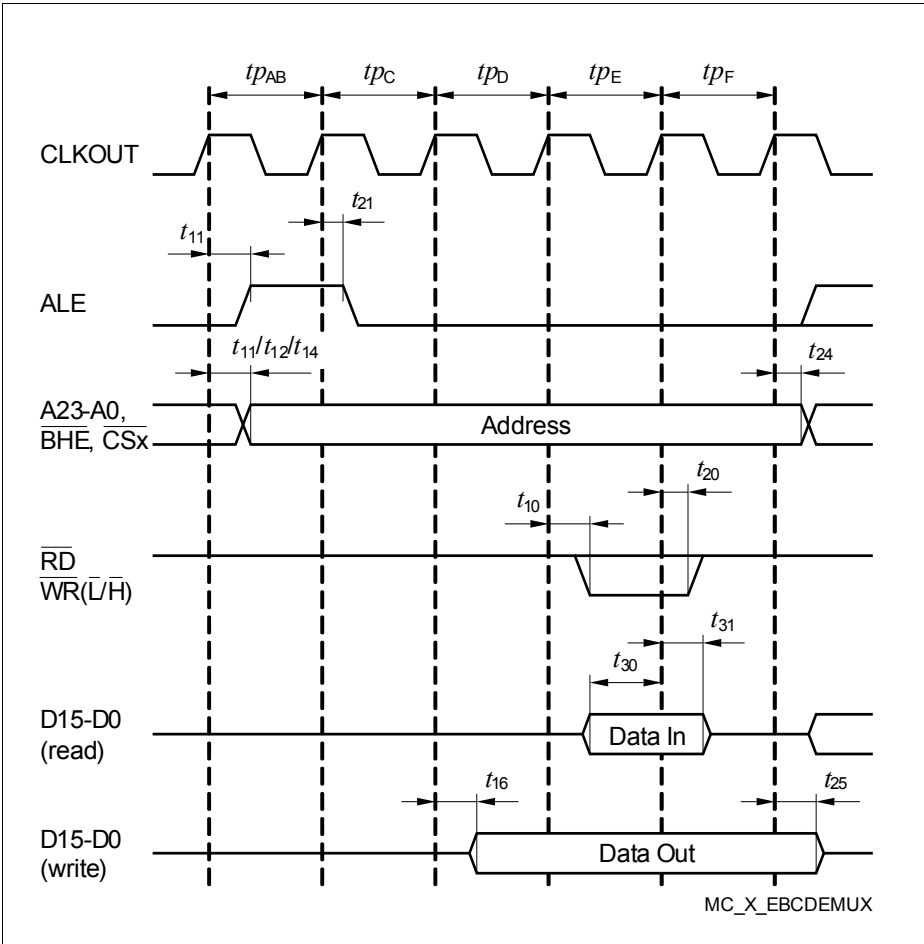 tpAB tpC tpD tpE tpF
CLKOUT
t21
t11
ALE
t11/t12/t14
t24
A23-A0,
BHE, CSx
Address
t20
t10
RD
WR(L/H)
t31
t30
D15-D0
(read)
Data In
t16
t25
D15-D0
(write)
Data Out
MC_X_EBCDEMUX